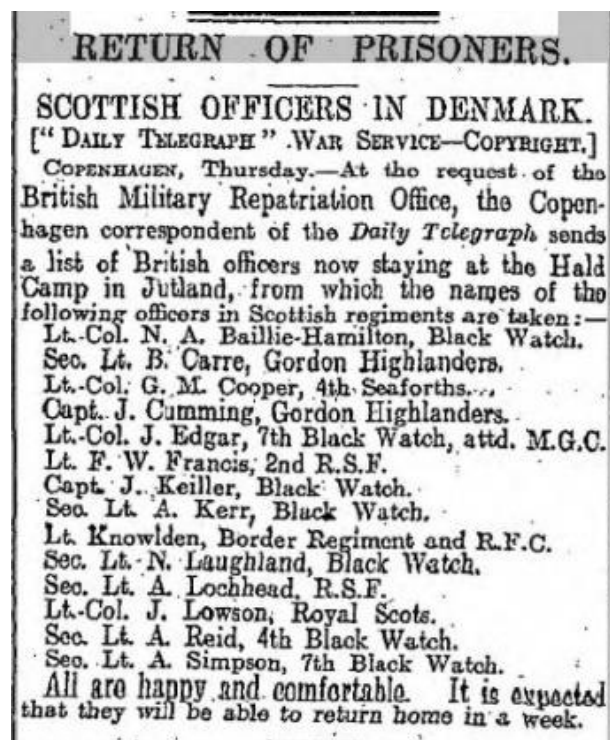 RETURN OF PRISONERS.
SCOTTISH OFFICERS IN DENMARK.
["DAILY TELEGRAPH" WAR SERVICE—COPYRIGHT.]
COPENHAGEN, Thursday.—At the request of the
British Military Repatriation Office, the Copen-
hagen correspondent of the Daily Telegraph sends
a list of British officers now staying at the Hald
Camp in Jutland, from which the names of the
following officers in Scottish regiments are taken:—
Lt.-Col. N. A. Baillie-Hamilton, Black Watch.
Sec. Lt. B. Carre, Gordon Highlanders.
Lt.-Col. G. M. Cooper, 4th Seaforths.
Capt. J. Cumming, Gordon Highlanders.
Lt.-Col. J. Edgar, 7th Black Watch, attd. M.G.C.
Lt. F. W. Francis, 2nd R.S.F.
Capt. J. Keiller, Black Watch.
Sec. Lt. A. Kerr, Black Watch.
Lt. Knowlden, Border Regiment and R.F.C.
Sec. Lt. N. Laughland, Black Watch.
Sec. Lt. A. Lochhead, R.S.F.
Lt.-Col. J. Lowson, Royal Scots.
Sec. Lt. A. Reid, 4th Black Watch.
Sec. Lt. A. Simpson, 7th Black Watch.
All are happy and comfortable. It is expected
that they will be able to return home in a week.